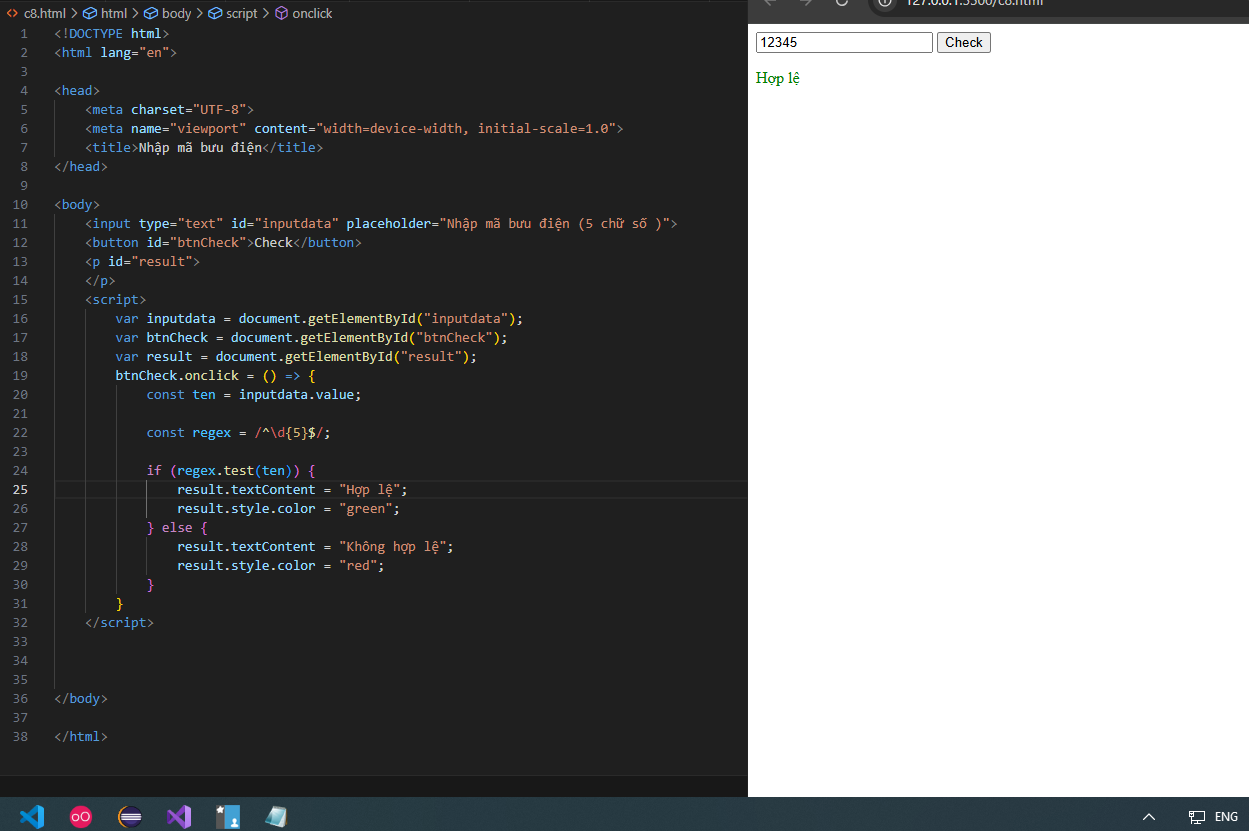 c8.html > html > body > script > onclick
1 <!DOCTYPE html>
2 <html lang="en">
3
4 <head>
5 <meta charset="UTF-8">
6 <meta name="viewport" content="width=device-width, initial-scale=1.0">
7 <title>Nhập mã bưu điện</title>
8 </head>
9
10 <body>
11 <input type="text" id="inputdata" placeholder="Nhập mã bưu điện (5 chữ số )">
12 <button id="btnCheck">Check</button>
13 <p id="result">
14 </p>
15 <script>
16 var inputdata = document.getElementById("inputdata");
17 var btnCheck = document.getElementById("btnCheck");
18 var result = document.getElementById("result");
19 btnCheck.onclick = () => {
20 const ten = inputdata.value;
21
22 const regex = /^\d{5}$/;
23
24 if (regex.test(ten)) {
25 result.textContent = "Hợp lệ";
26 result.style.color = "green";
27 } else {
28 result.textContent = "Không hợp lệ";
29 result.style.color = "red";
30 }
31 }
32 </script>
33
34
35
36 </body>
37
38 </html>
127.0.0.1:5500/c8.html
12345 Check
Hợp lệ
ENG